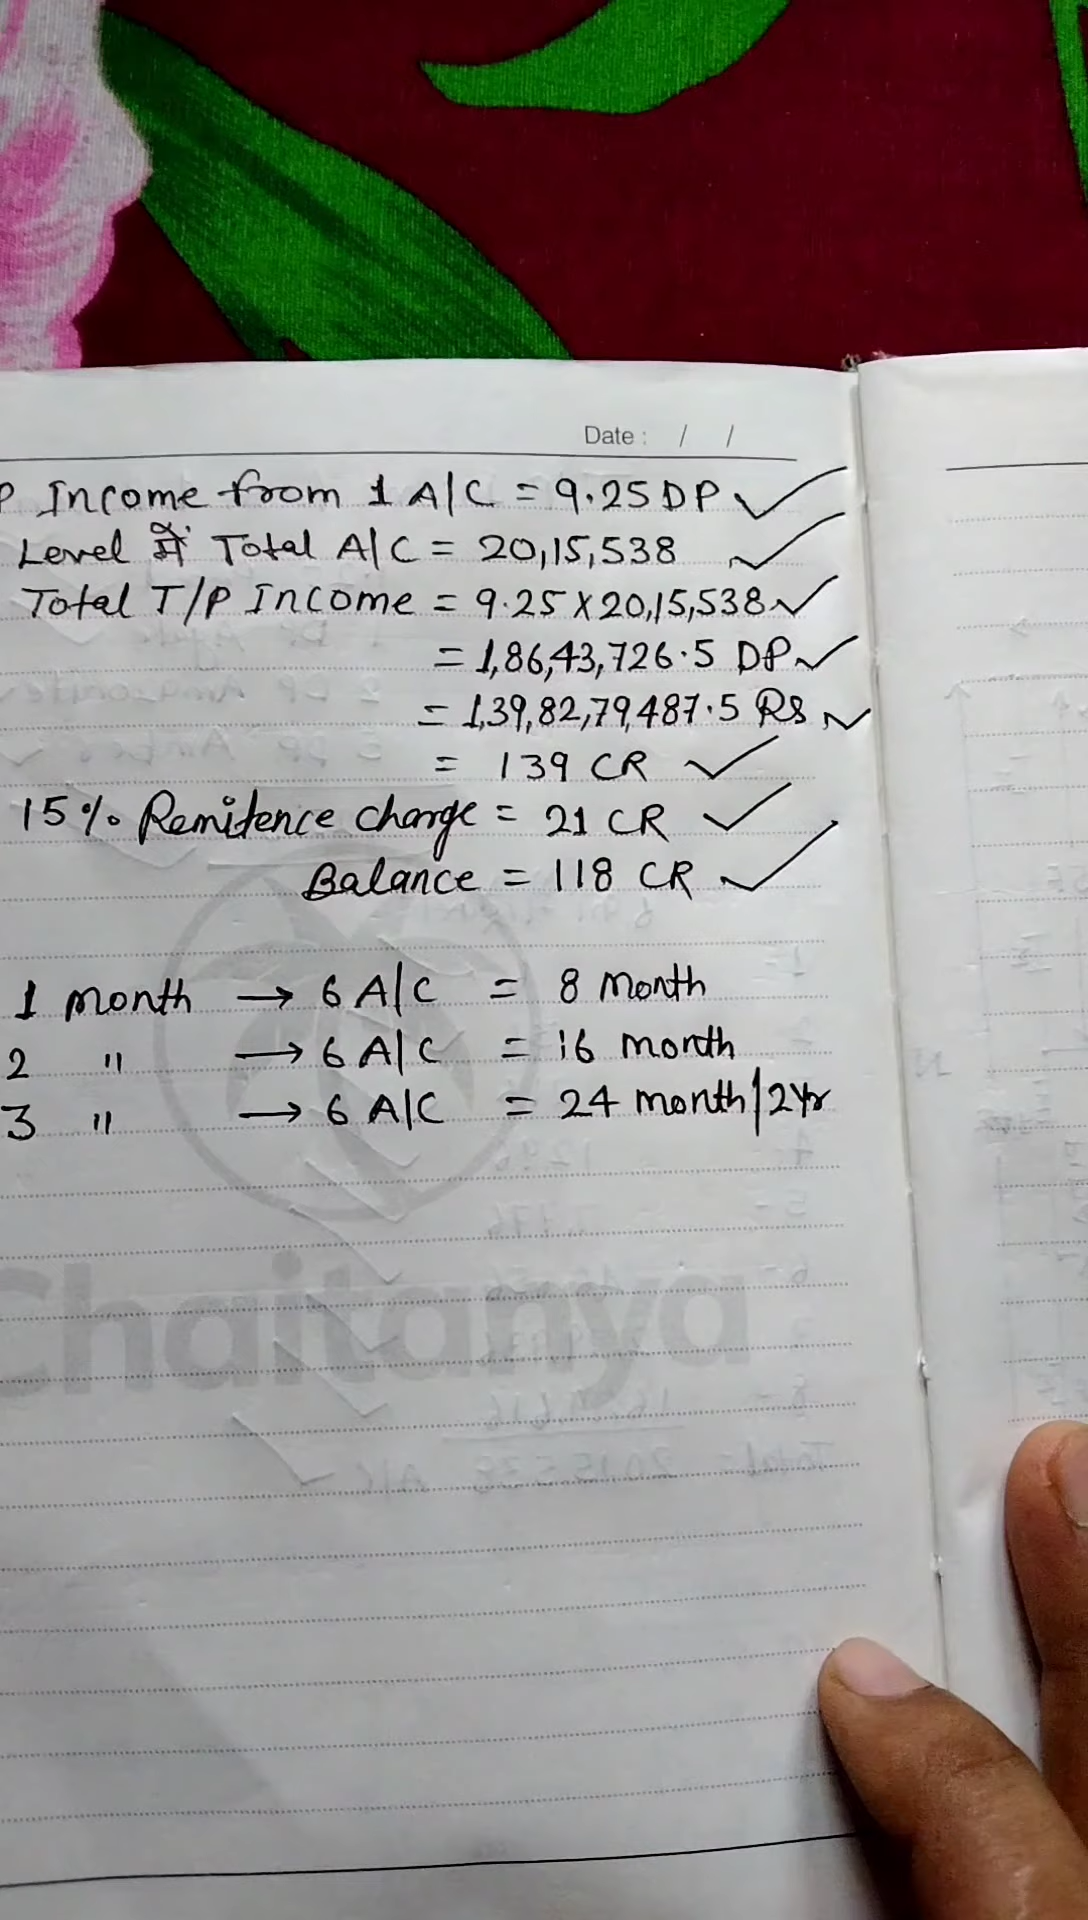 Date : / /
P Income from 1 A/C = 9.25 DP
Level में Total A/C = 20,15,538
Total T/P Income = 9.25 X 20,15,538
= 1,86,43,726.5 DP
= 1,39,82,79,487.5 Rs
= 139 CR
15% Remitence charge = 21 CR
Balance = 118 CR
1 month → 6 A/C = 8 month
2 " → 6 A/C = 16 month
3 " → 6 A/C = 24 month/2Yr
Chaitanya